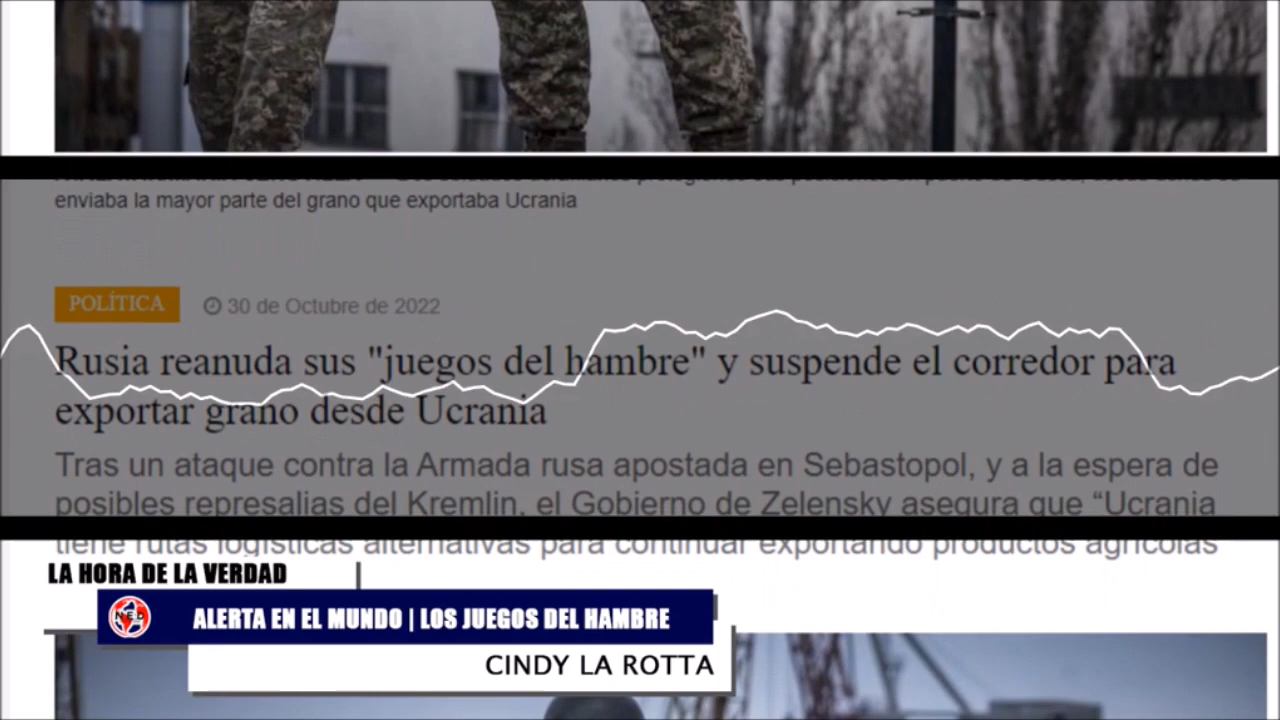 enviaba la mayor parte del grano que exportaba Ucrania
POLÍTICA 30 de Octubre de 2022
Rusia reanuda sus "juegos del hambre" y suspende el corredor para
exportar grano desde Ucrania
Tras un ataque contra la Armada rusa apostada en Sebastopol, y a la espera de
posibles represalias del Kremlin, el Gobierno de Zelensky asegura que “Ucrania
tiene rutas logísticas alternativas para continuar exportando productos agrícolas
LA HORA DE LA VERDAD
NEC
ALERTA EN EL MUNDO | LOS JUEGOS DEL HAMBRE
CINDY LA ROTTA